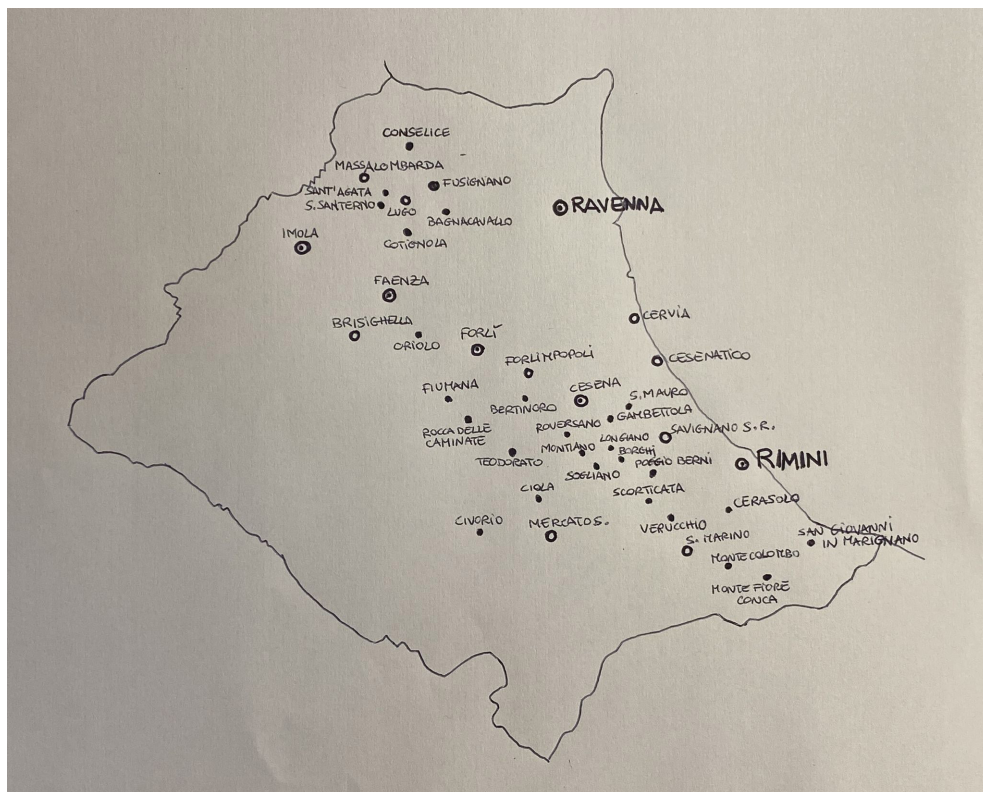 CONSELICE
MASSALOMBARDA
FUSIGNANO
SANT'AGATA
S. SANTERNO
LUGO
BAGNACAVALLO
RAVENNA
COTIGNOLA
IMOLA
FAENZA
BRISIGHELLA
ORIOLO
FORLÌ
CERVIA
FORLIMPOPOLI
CESENATICO
FIUMANA
CESENA
BERTINORO
S. MAURO
GAMBETTOLA
ROCCA DELLE
CAMINATE
ROVERSANO
SAVIGNANO S. R.
LONGIANO
MONTIANO
BORGHI
TEODORATO
POGGIO BERNI
RIMINI
SOGLIANO
CIOLA
SCORTICATA
CERASOLO
CIVORIO
MERCATO S.
VERUCCHIO
SAN GIOVANNI
IN MARIGNANO
S. MARINO
MONTECOLOMBO
MONTE FIORE
CONCA